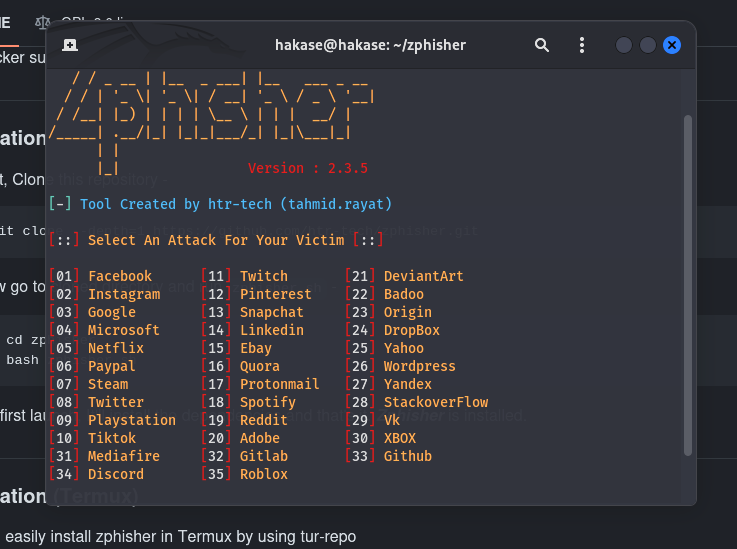 hakase@hakase: ~/zphisher
cker su
Version : 2.3.5
ation
t, Clone this repository
[-] Tool Created by htr-tech (tahmid.rayat)
it clo
[::] Select An Attack For Your Victim [::]
w go to
[01] Facebook [11] Twitch [21] DeviantArt
[02] Instagram [12] Pinterest [22] Badoo
[03] Google [13] Snapchat [23] Origin
[04] Microsoft [14] Linkedin [24] DropBox
cd zp
[05] Netflix [15] Ebay [25] Yahoo
bash
[06] Paypal [16] Quora [26] Wordpress
[07] Steam [17] Protonmail [27] Yandex
[08] Twitter [18] Spotify [28] StackoverFlow
first lau
is installed.
[09] Playstation [19] Reddit [29] Vk
[10] Tiktok [20] Adobe [30] XBOX
[31] Mediafire [32] Gitlab [33] Github
[34] Discord [35] Roblox
ation (Termux)
easily install zphisher in Termux by using tur-repo